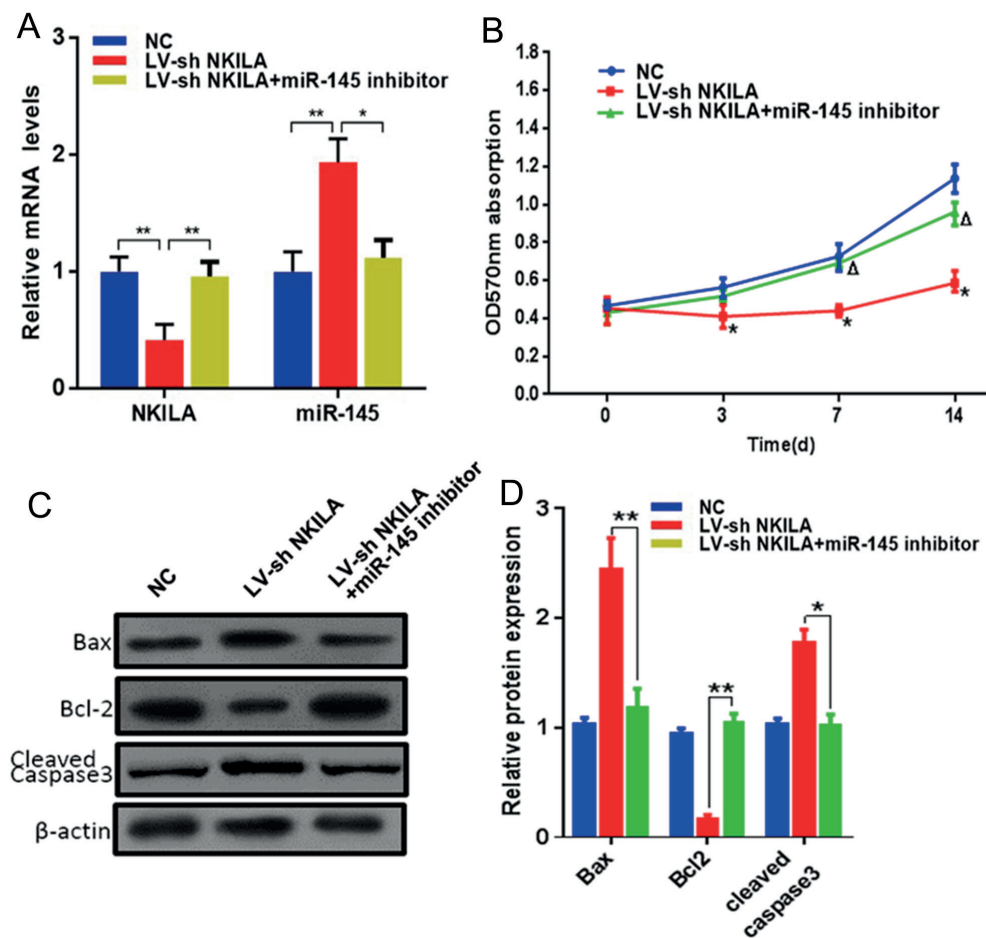 A
NC
LV-sh NKILA
LV-sh NKILA+miR-145 inhibitor
Relative mRNA levels
3
2
1
0
**
**
**
*
NKILA
miR-145
B
NC
LV-sh NKILA
LV-sh NKILA+miR-145 inhibitor
OD570nm absorption
1.8
1.6
1.4
1.2
1.0
0.8
0.6
0.4
0.2
0.0
*
*
*
Δ
Δ
0
3
7
14
Time(d)
C
NC
LV-sh NKILA
LV-sh NKILA
+miR-145 inhibitor
Bax
Bcl-2
Cleaved
Caspase3
β-actin
D
NC
LV-sh NKILA
LV-sh NKILA+miR-145 inhibitor
Relative protein expression
3
2
1
0
**
**
*
Bax
Bcl2
cleaved
caspase3